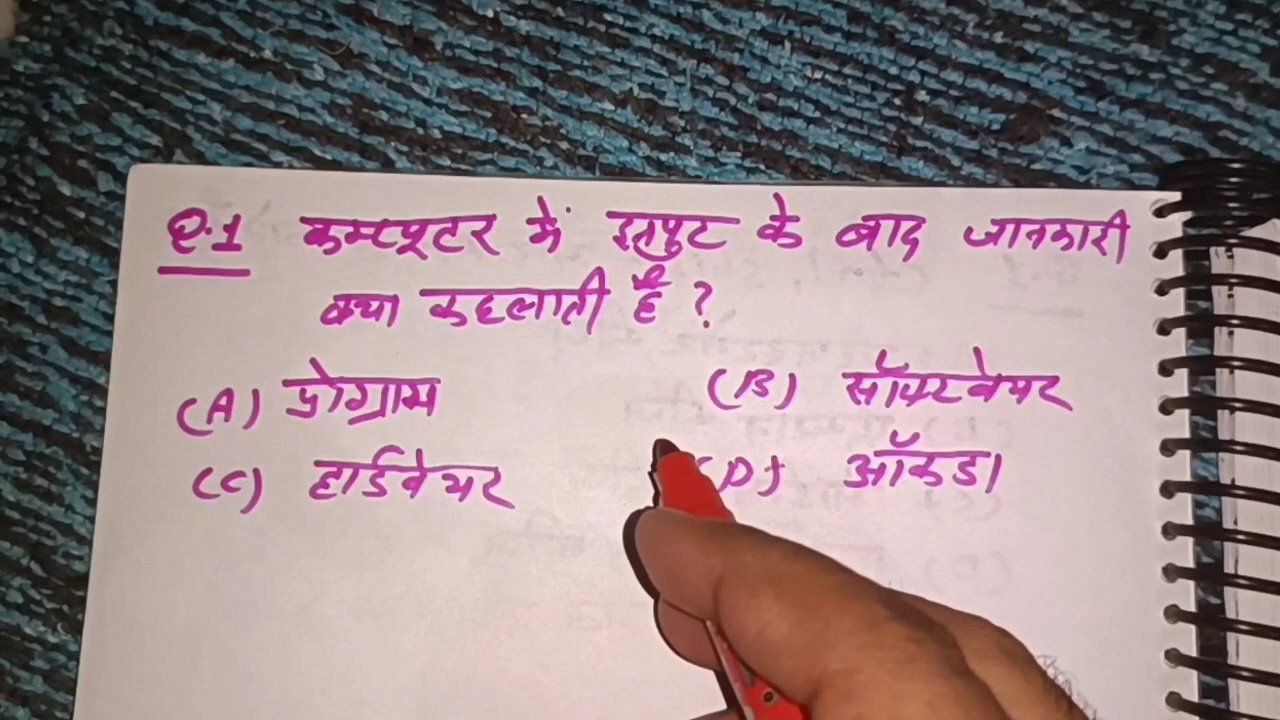 Q.1 कम्प्यूटर में इनपुट के बाद जानकारी
क्या कहलाती है ?
(A) प्रोग्राम (B) सॉफ्टवेयर
(C) हार्डवेयर (D) ऑकडा